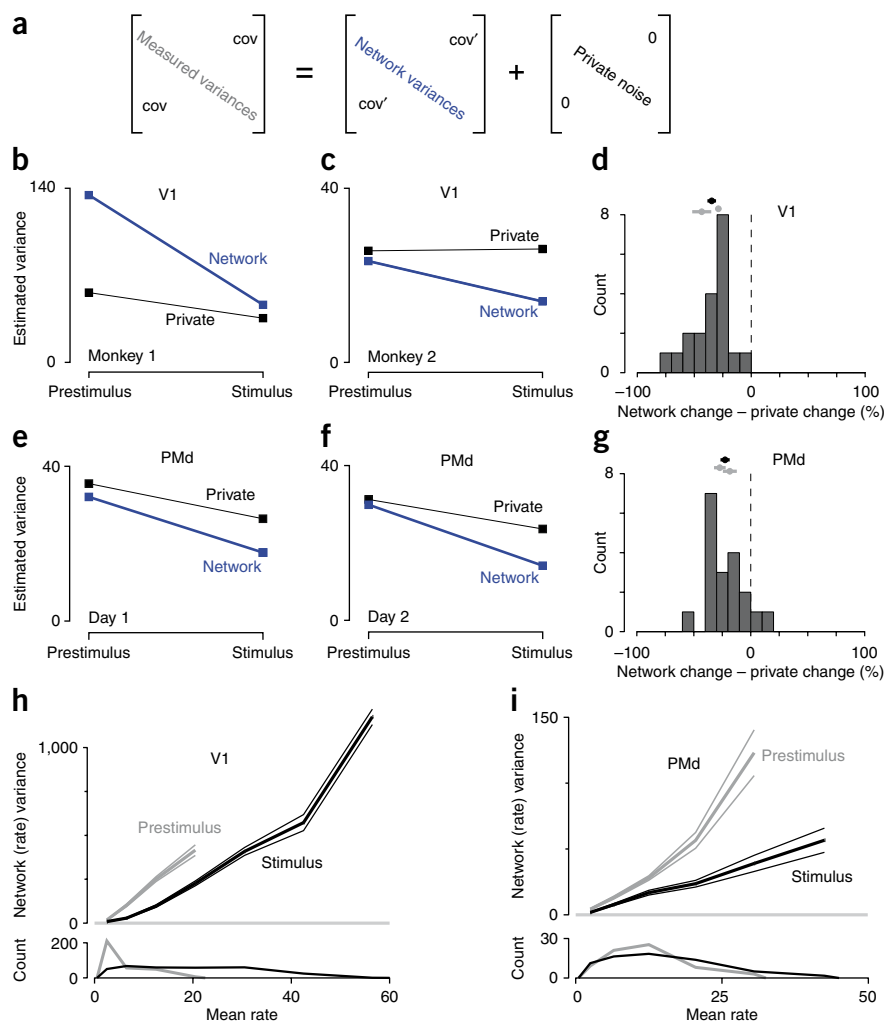 a
Measured variances
cov
cov
=
Network variances
cov′
cov′
+
Private noise
0
0
b
V1
140
0
Estimated variance
Network
Private
Monkey 1
Prestimulus
Stimulus
c
V1
40
0
Private
Network
Monkey 2
Prestimulus
Stimulus
d
V1
8
0
Count
–100
0
100
Network change – private change (%)
e
PMd
40
0
Estimated variance
Private
Network
Day 1
Prestimulus
Stimulus
f
PMd
40
0
Private
Network
Day 2
Prestimulus
Stimulus
g
PMd
8
0
Count
–100
0
100
Network change – private change (%)
h
V1
1,000
0
Network (rate) variance
Prestimulus
Stimulus
200
0
Count
0
20
40
60
Mean rate
i
PMd
150
0
Network (rate) variance
Prestimulus
Stimulus
30
0
Count
0
25
50
Mean rate